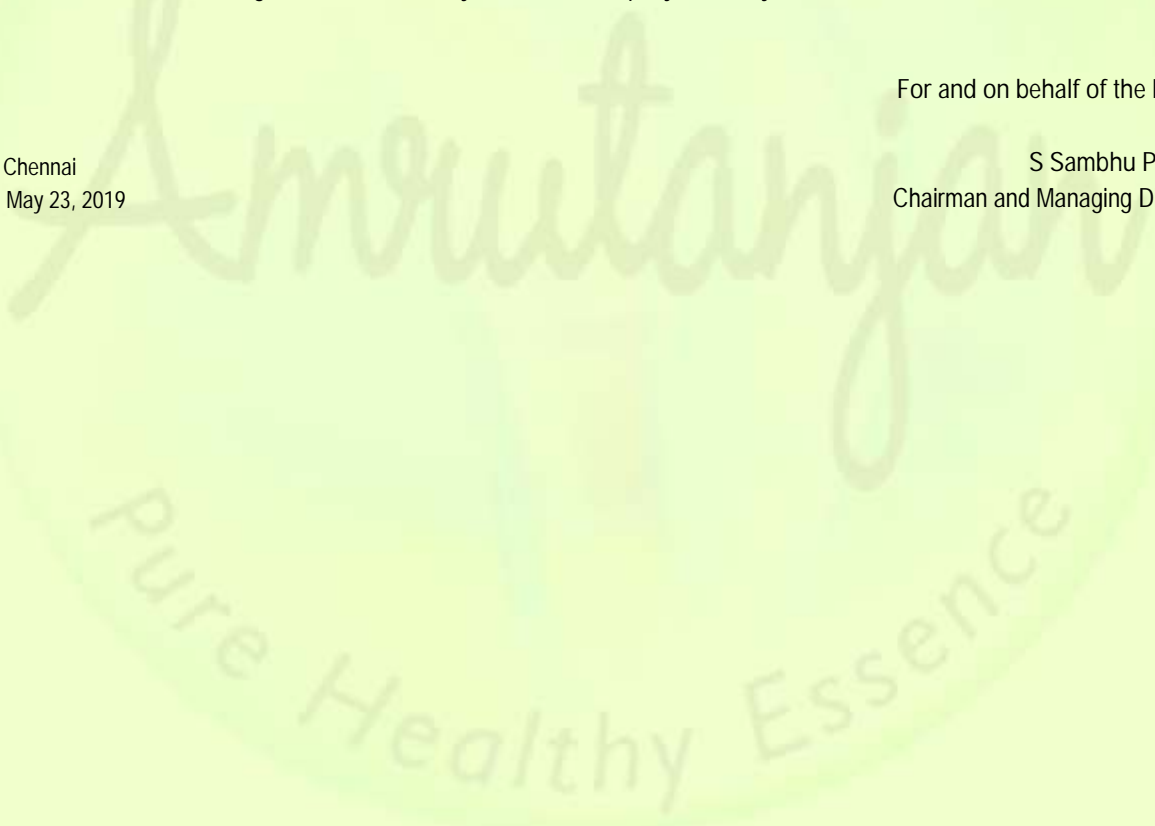 For and on behalf of the
Chennai
S Sambhu P
May 23, 2019
Chairman and Managing D
Amrutanjan
Pure Healthy Essence